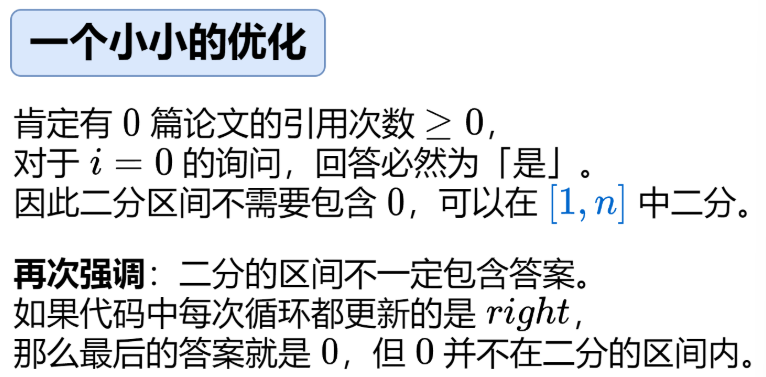 一个小小的优化
肯定有 0 篇论文的引用次数 ≥ 0，
对于 i = 0 的询问，回答必然为「是」。
因此二分区间不需要包含 0，可以在 [1, n] 中二分。
再次强调：二分的区间不一定包含答案。
如果代码中每次循环都更新的是 right，
那么最后的答案就是 0，但 0 并不在二分的区间内。